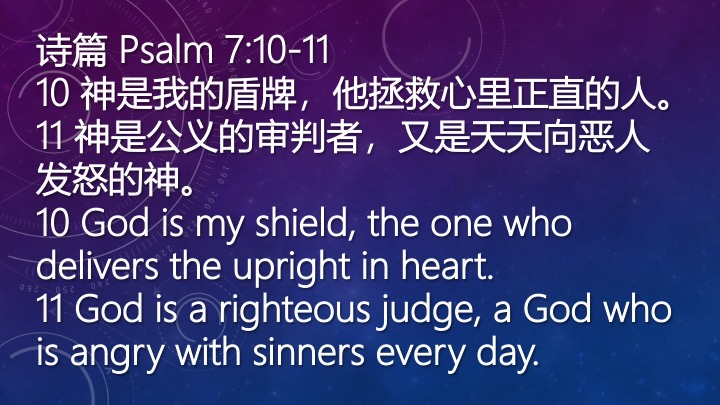 诗篇 Psalm 7:10-11
10 神是我的盾牌，他拯救心里正直的人。
11 神是公义的审判者，又是天天向恶人
发怒的神。
10 God is my shield, the one who
delivers the upright in heart.
11 God is a righteous judge, a God who
is angry with sinners every day.